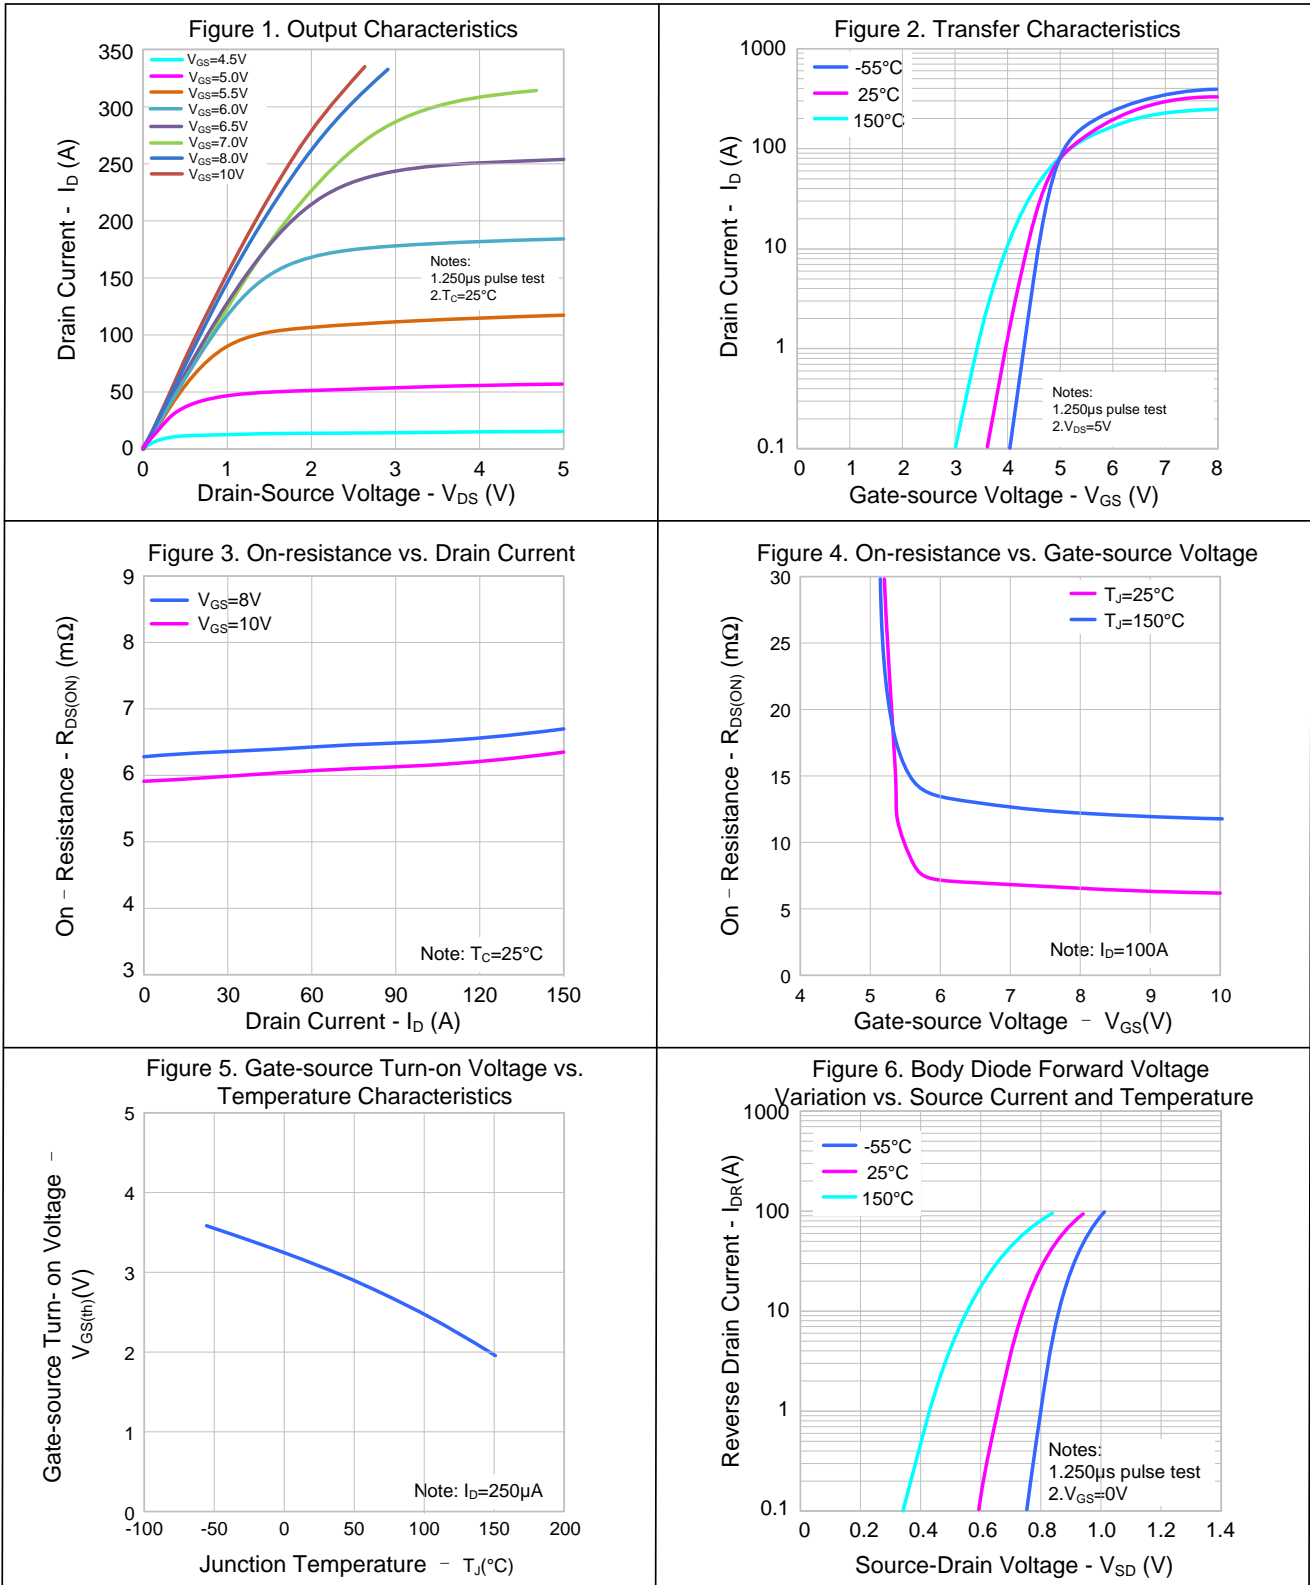 Figure 1. Output Characteristics
350
300
250
200
150
100
50
0
0 1 2 3 4 5
Drain Current - ID (A)
Drain-Source Voltage - VDS (V)
VGS=4.5V
VGS=5.0V
VGS=5.5V
VGS=6.0V
VGS=6.5V
VGS=7.0V
VGS=8.0V
VGS=10V
Notes:
1.250μs pulse test
2.TC=25°C
Figure 2. Transfer Characteristics
1000
100
10
1
0.1
0 1 2 3 4 5 6 7 8
Drain Current - ID (A)
Gate-source Voltage - VGS (V)
-55°C
25°C
150°C
Notes:
1.250μs pulse test
2.VDS=5V
Figure 3. On-resistance vs. Drain Current
9
8
7
6
5
4
3
0 30 60 90 120 150
On – Resistance - RDS(ON) (mΩ)
Drain Current - ID (A)
VGS=8V
VGS=10V
Note: TC=25°C
Figure 4. On-resistance vs. Gate-source Voltage
30
25
20
15
10
5
0
4 5 6 7 8 9 10
On – Resistance - RDS(ON) (mΩ)
Gate-source Voltage – VGS(V)
TJ=25°C
TJ=150°C
Note: ID=100A
Figure 5. Gate-source Turn-on Voltage vs.
Temperature Characteristics
5
4
3
2
1
0
-100 -50 0 50 100 150 200
Gate-source Turn- on Voltage –
VGS(th)(V)
Junction Temperature – TJ(°C)
Note: ID=250μA
Figure 6. Body Diode Forward Voltage
Variation vs. Source Current and Temperature
1000
100
10
1
0.1
0 0.2 0.4 0.6 0.8 1.0 1.2 1.4
Reverse Drain Current - IDR(A)
Source-Drain Voltage - VSD (V)
-55°C
25°C
150°C
Notes:
1.250μs pulse test
2.VGS=0V